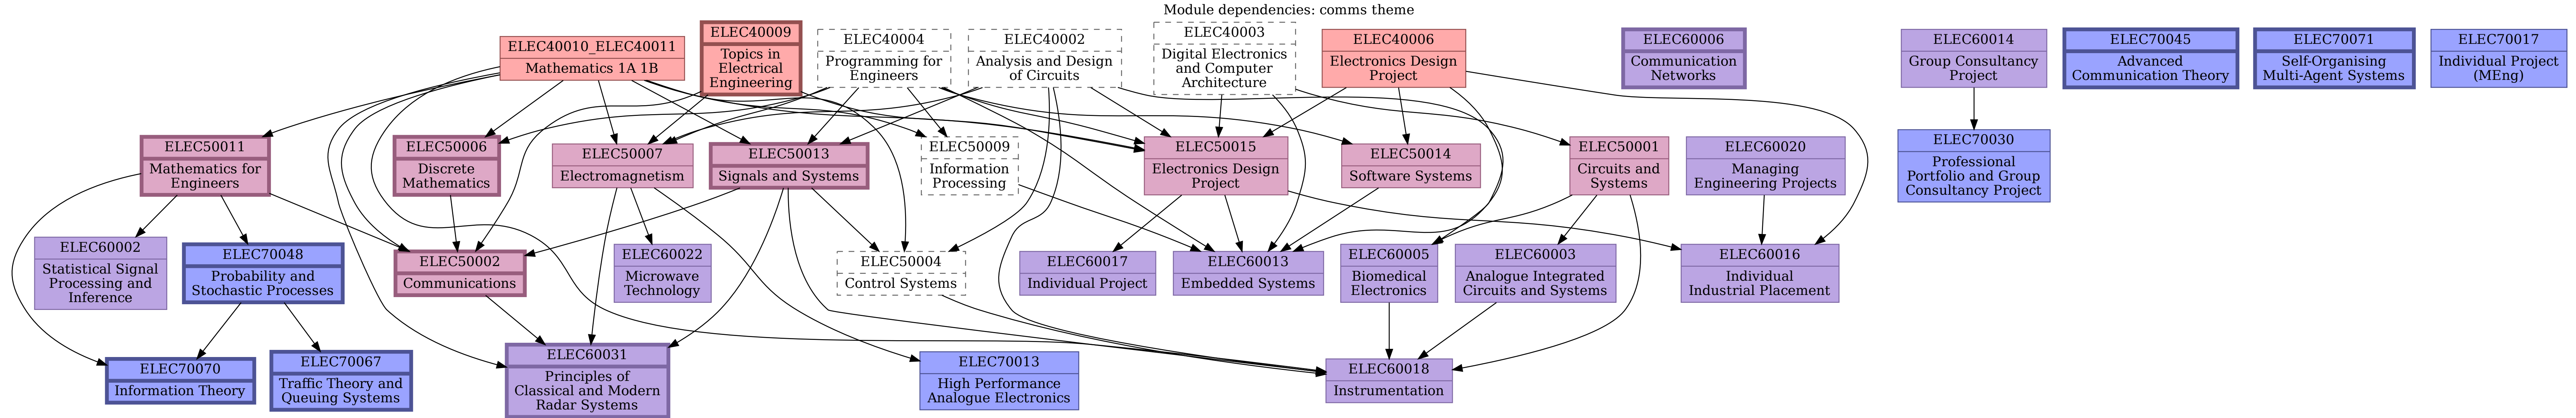 Module dependencies: comms theme
ELEC40010_ELEC40011
Mathematics 1A 1B
ELEC40009
Topics in
Electrical
Engineering
ELEC40004
Programming for
Engineers
ELEC40002
Analysis and Design
of Circuits
ELEC40003
Digital Electronics
and Computer
Architecture
ELEC40006
Electronics Design
Project
ELEC60006
Communication
Networks
ELEC60014
Group Consultancy
Project
ELEC70045
Advanced
Communication Theory
ELEC70071
Self-Organising
Multi-Agent Systems
ELEC70017
Individual Project
(MEng)
ELEC50011
Mathematics for
Engineers
ELEC50006
Discrete
Mathematics
ELEC50007
Electromagnetism
ELEC50013
Signals and Systems
ELEC50009
Information
Processing
ELEC50015
Electronics Design
Project
ELEC50014
Software Systems
ELEC50001
Circuits and
Systems
ELEC60020
Managing
Engineering Projects
ELEC70030
Professional
Portfolio and Group
Consultancy Project
ELEC60002
Statistical Signal
Processing and
Inference
ELEC70048
Probability and
Stochastic Processes
ELEC50002
Communications
ELEC60022
Microwave
Technology
ELEC50004
Control Systems
ELEC60017
Individual Project
ELEC60013
Embedded Systems
ELEC60005
Biomedical
Electronics
ELEC60003
Analogue Integrated
Circuits and Systems
ELEC60016
Individual
Industrial Placement
ELEC70070
Information Theory
ELEC70067
Traffic Theory and
Queuing Systems
ELEC60031
Principles of
Classical and Modern
Radar Systems
ELEC70013
High Performance
Analogue Electronics
ELEC60018
Instrumentation